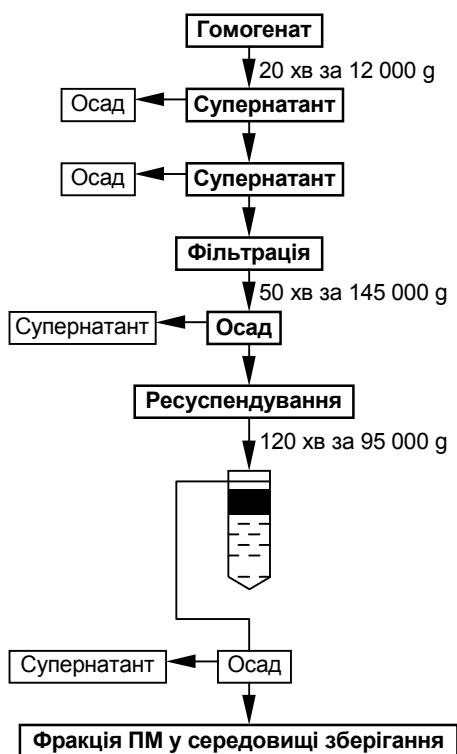 Гомогенат
20 хв за 12 000 g
Осад Супернатант
Осад Супернатант
Фільтрація
50 хв за 145 000 g
Супернатант Осад
Ресуспендування
120 хв за 95 000 g
Супернатант Осад
Фракція ПМ у середовищі зберігання